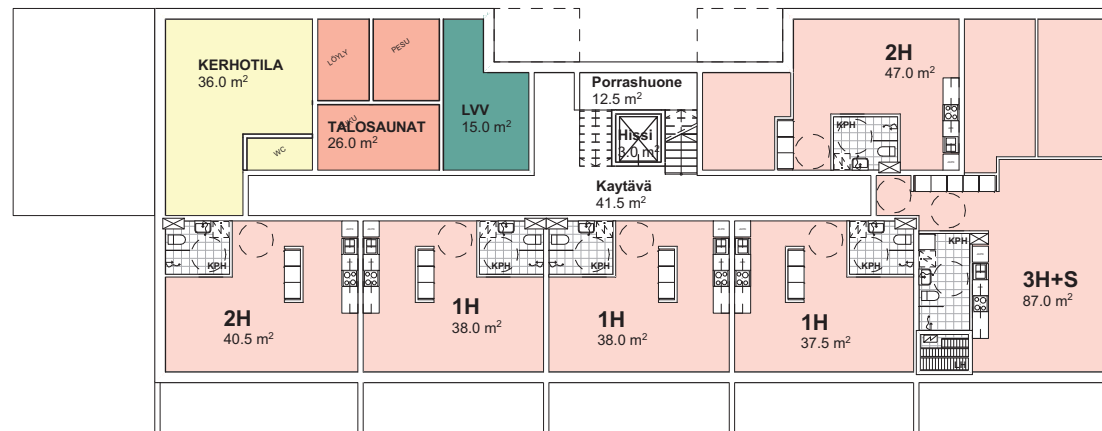 KERHOTILA
36.0 m²
LÖYLY
PESU
TALOSAUNAT
26.0 m²
WC
LVV
15.0 m²
Porrashuone
12.5 m²
Hissi
3.0 m²
Kaytävä
41.5 m²
2H
47.0 m²
KPH
KPH
2H
40.5 m²
KPH
1H
38.0 m²
KPH
1H
38.0 m²
KPH
1H
37.5 m²
KPH
3H+S
87.0 m²
LH